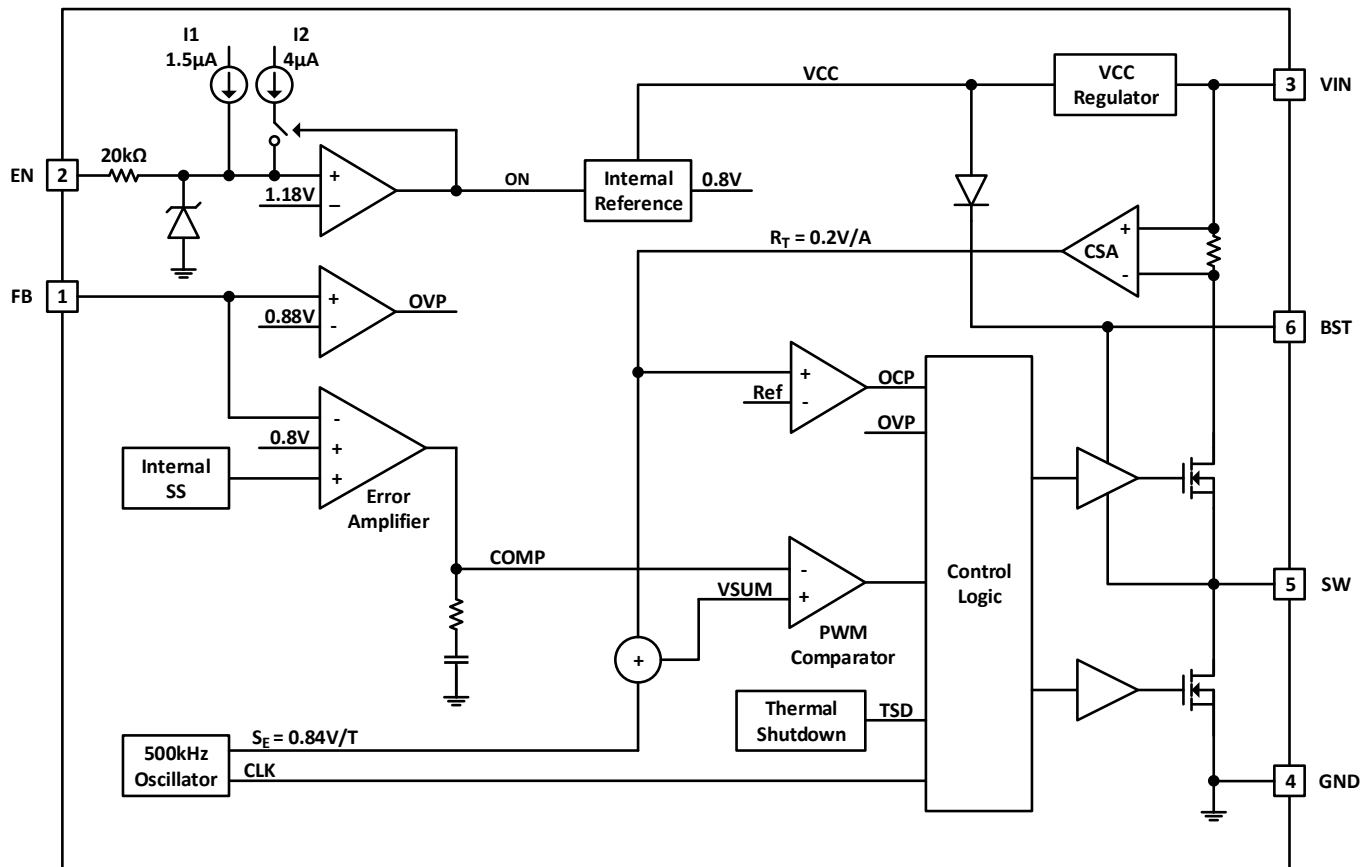 I1
1.5µA
I2
4µA
VCC
VCC
Regulator
3
VIN
EN
2
20kΩ
+
1.18V
–
ON
Internal
Reference
0.8V
R_T = 0.2V/A
CSA
+
-
FB
1
+
0.88V
-
OVP
6
BST
+
Ref
-
OCP
OVP
-
0.8V
+
Internal
SS
+
Error
Amplifier
COMP
-
VSUM
+
PWM
Comparator
Control
Logic
5
SW
+
Thermal
Shutdown
TSD
500kHz
Oscillator
S_E = 0.84V/T
CLK
4
GND